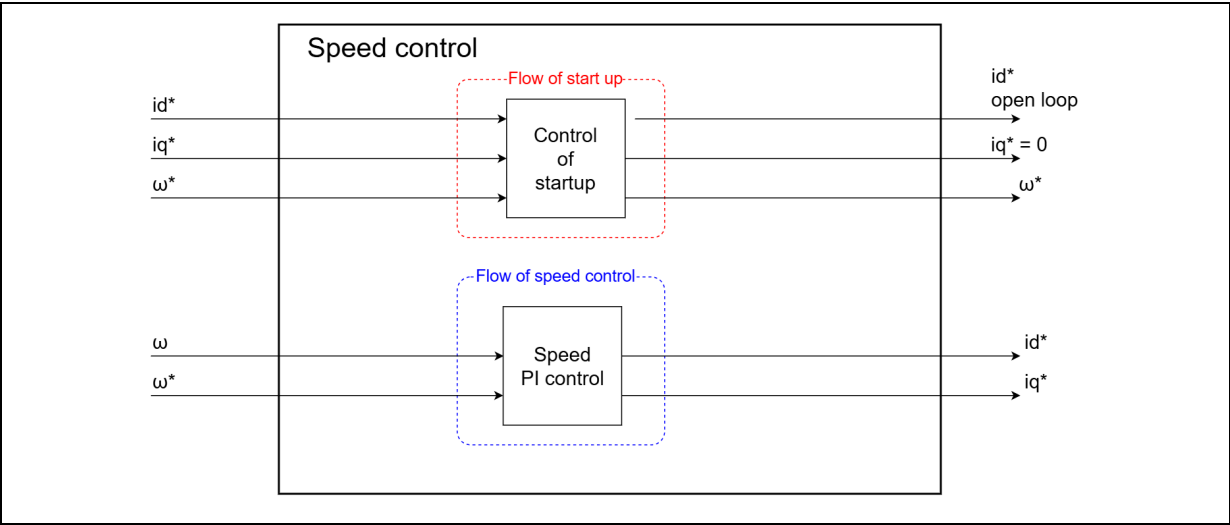 Speed control
Flow of start up
id*
iq*
ω*
Control
of
startup
id*
open loop
iq* = 0
ω*
Flow of speed control
ω
ω*
Speed
PI control
id*
iq*